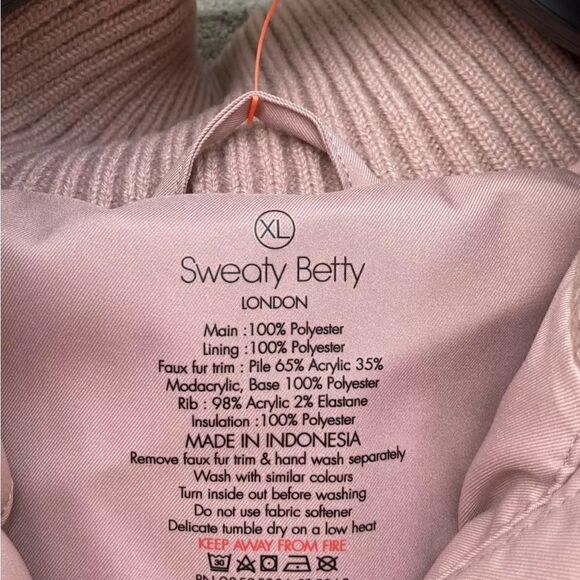 XL
Sweaty Betty
LONDON
Main : 100% Polyester
Lining : 100% Polyester
Faux fur trim : Pile 65% Acrylic 35%
Modacrylic, Base 100% Polyester
Rib : 98% Acrylic 2% Elastane
Insulation : 100% Polyester
MADE IN INDONESIA
Remove faux fur trim & hand wash separately
Wash with similar colours
Turn inside out before washing
Do not use fabric softener
Delicate tumble dry on a low heat
KEEP AWAY FROM FIRE
30